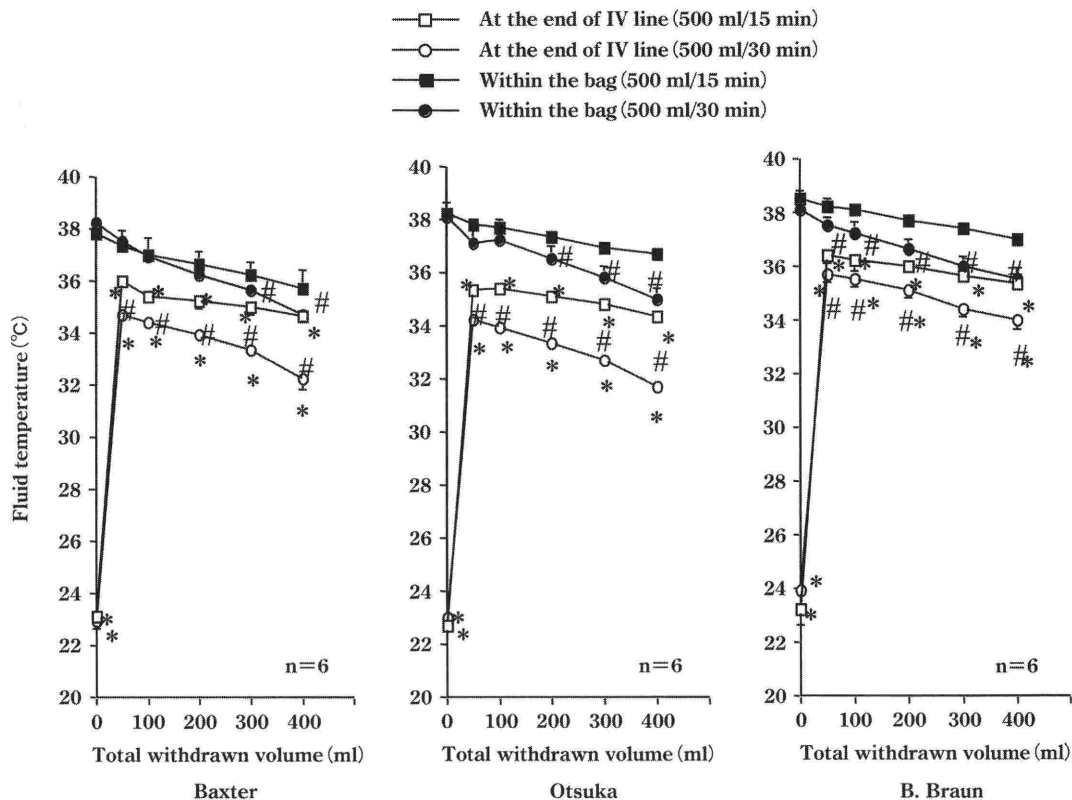 At the end of IV line (500 ml/15 min)
At the end of IV line (500 ml/30 min)
Within the bag (500 ml/15 min)
Within the bag (500 ml/30 min)
Fluid temperature (℃)
40
38
36
34
32
30
28
26
24
22
20
* # * # * * # * * # * # *
* *
n=6
0 100 200 300 400
Total withdrawn volume (ml)
Baxter
40
38
36
34
32
30
28
26
24
22
20
* # * # * * # # * # * # * # * # *
* *
n=6
0 100 200 300 400
Total withdrawn volume (ml)
Otsuka
40
38
36
34
32
30
28
26
24
22
20
# * # * # * # * # * # * # * # * # * # *
* *
n=6
0 100 200 300 400
Total withdrawn volume (ml)
B. Braun